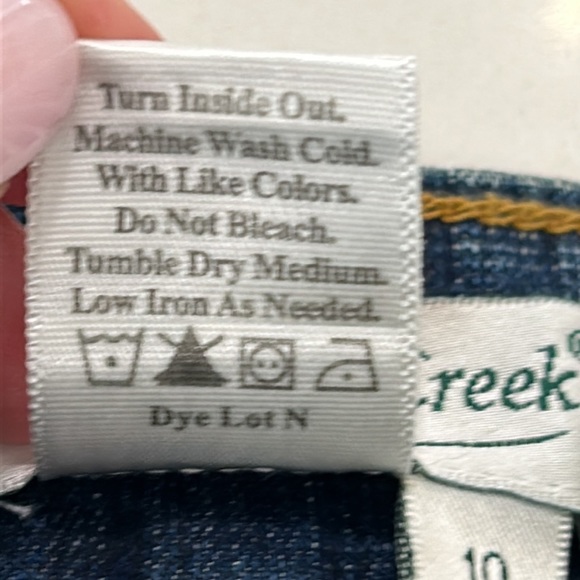 Turn Inside Out.
Machine Wash Cold.
With Like Colors.
Do Not Bleach.
Tumble Dry Medium.
Low Iron As Needed.
Dye Lot N
Creek®
10